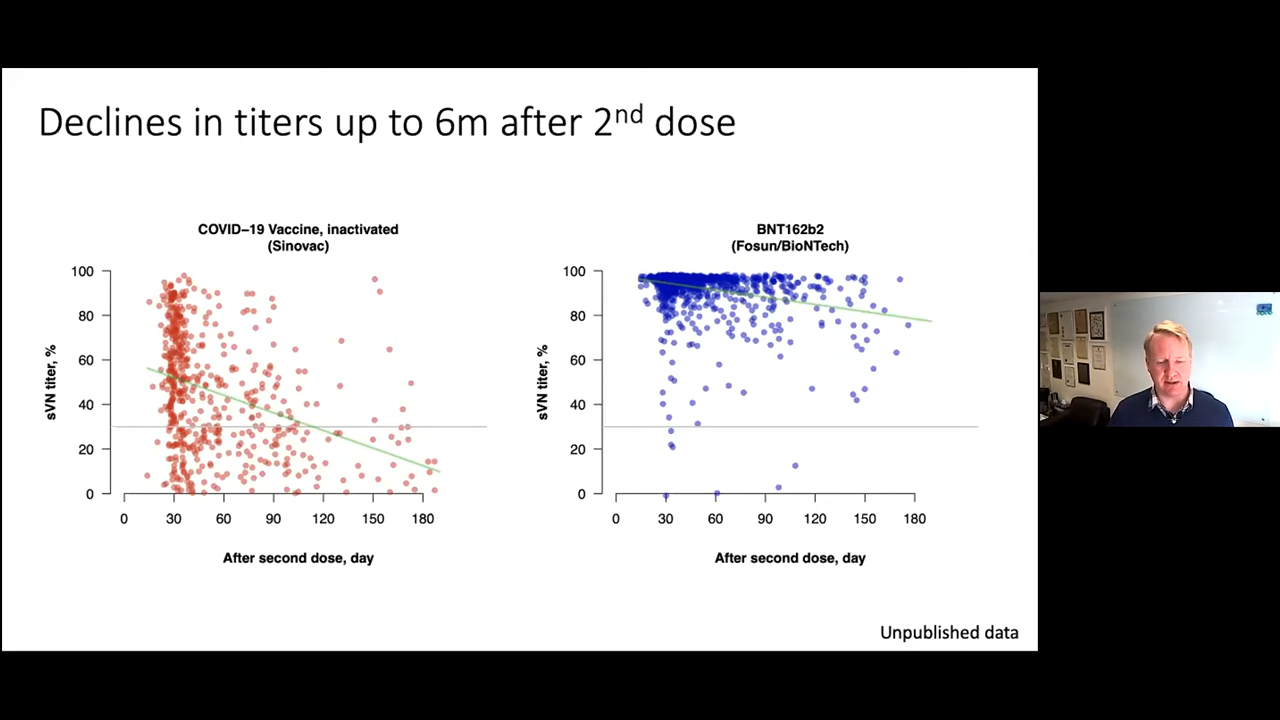 Declines in titers up to 6m after 2nd dose
COVID–19 Vaccine, inactivated
(Sinovac)
100
80
60
40
20
0
sVN titer, %
0 30 60 90 120 150 180
After second dose, day
BNT162b2
(Fosun/BioNTech)
100
80
60
40
20
0
sVN titer, %
0 30 60 90 120 150 180
After second dose, day
Unpublished data